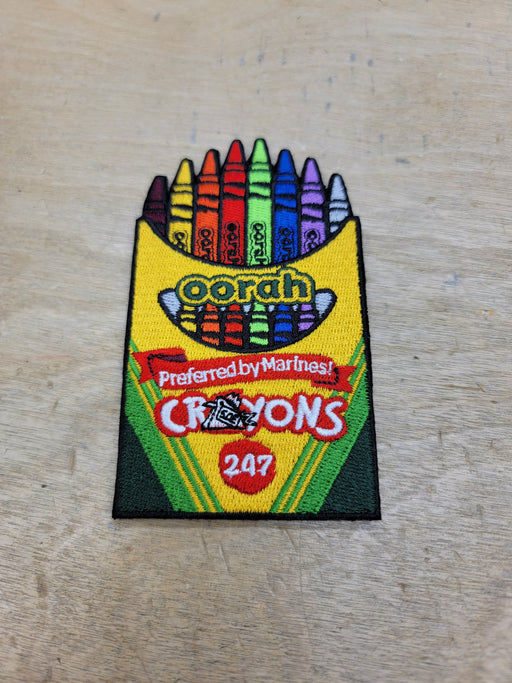 oorah
Preferred by Marines!
CRAYONS
247